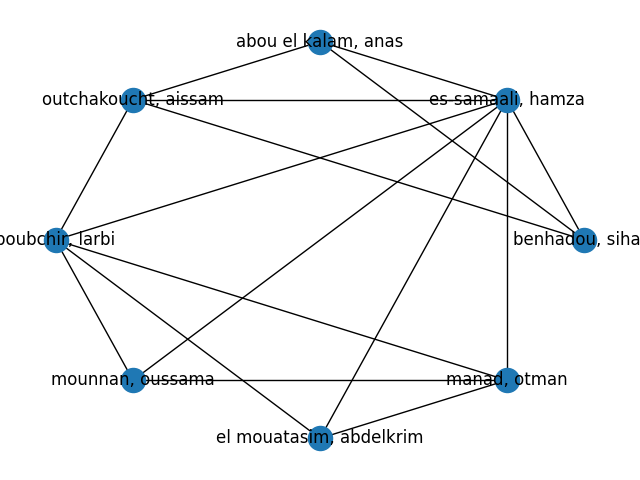 abou el kalam, anas
outchakoucht, aissam
es-samaali, hamza
boubchir, larbi
benhadou, siha
mounnan, oussama
manad, otman
el mouatasim, abdelkrim